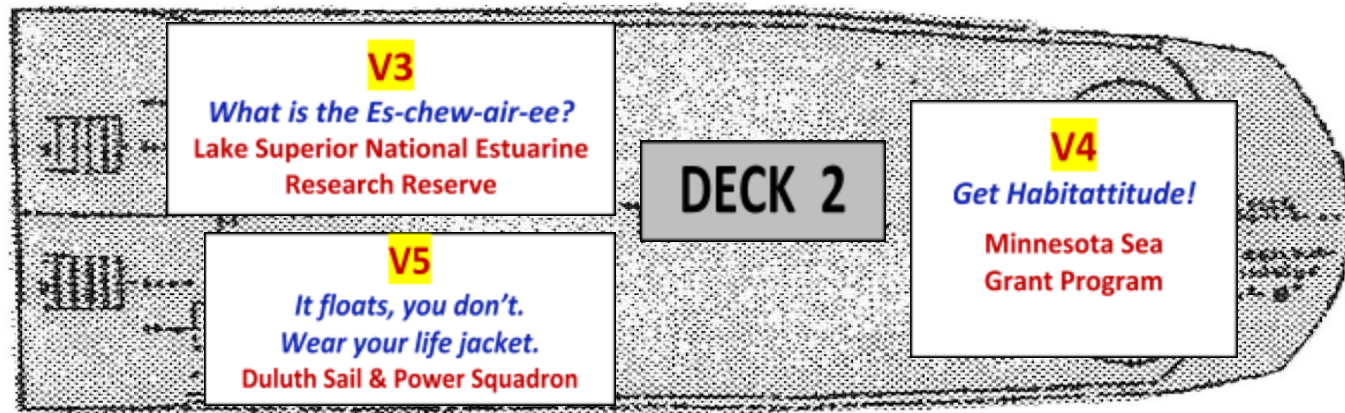 V3
What is the Es-chew-air-ee?
Lake Superior National Estuarine
Research Reserve
DECK 2
V4
Get Habitattitude!
Minnesota Sea
Grant Program
V5
It floats, you don’t.
Wear your life jacket.
Duluth Sail & Power Squadron